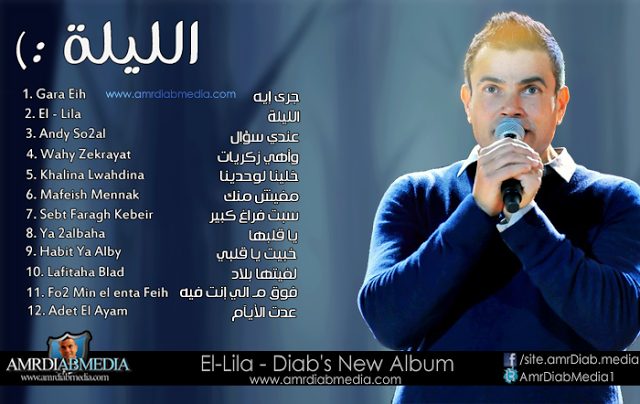 الليلة :)
1. Gara Eih www.amrdiabmedia.com جرى إيه
2. El - Lila الليلة
3. Andy So2al عندي سؤال
4. Wahy Zekrayat وأهي زكريات
5. Khalina Lwahdina خلينا لوحدينا
6. Mafeish Mennak مفيش منك
7. Sebt Faragh Kebeir سبت فراغ كبير
8. Ya 2albaha يا قلبها
9. Habit Ya Alby حبيت يا قلبي
10. Lafitaha Blad لفيتها بلاد
11. Fo2 Min el enta Feih فوق مـ الي إنت فيه
12. Adet El Ayam عدت الأيام
AMRDIABMEDIA
www.amrdiabmedia.com
El-Lila - Diab's New Album
www.amrdiabmedia.com
/site.amrDiab.media
AmrDiabMedia1